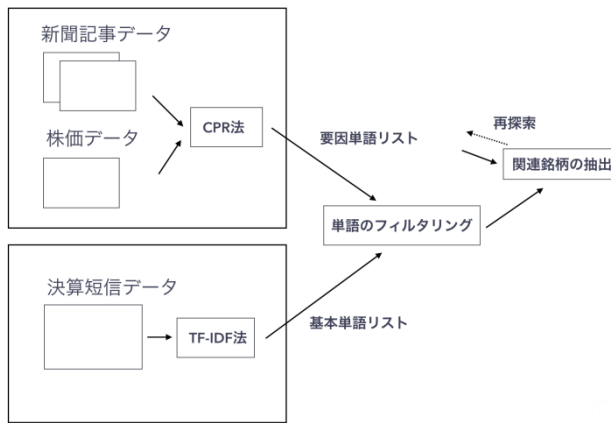 新聞記事データ
株価データ
CPR法
要因単語リスト
再探索
関連銘柄の抽出
単語のフィルタリング
決算短信データ
TF-IDF法
基本単語リスト